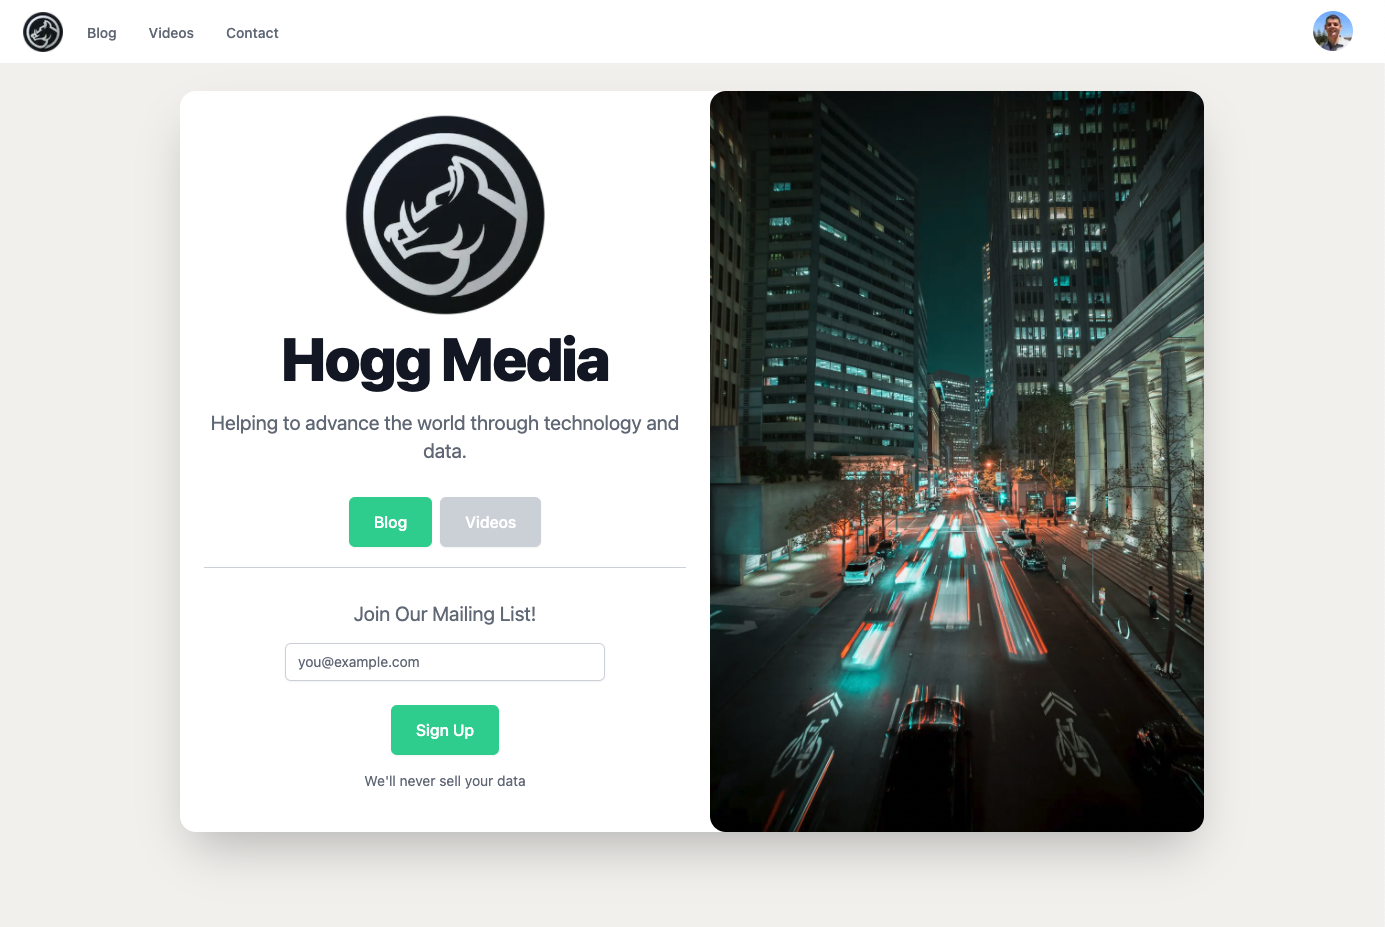 Blog Videos Contact
Hogg Media
Helping to advance the world through technology and
data.
Blog Videos
Join Our Mailing List!
you@example.com
Sign Up
We'll never sell your data